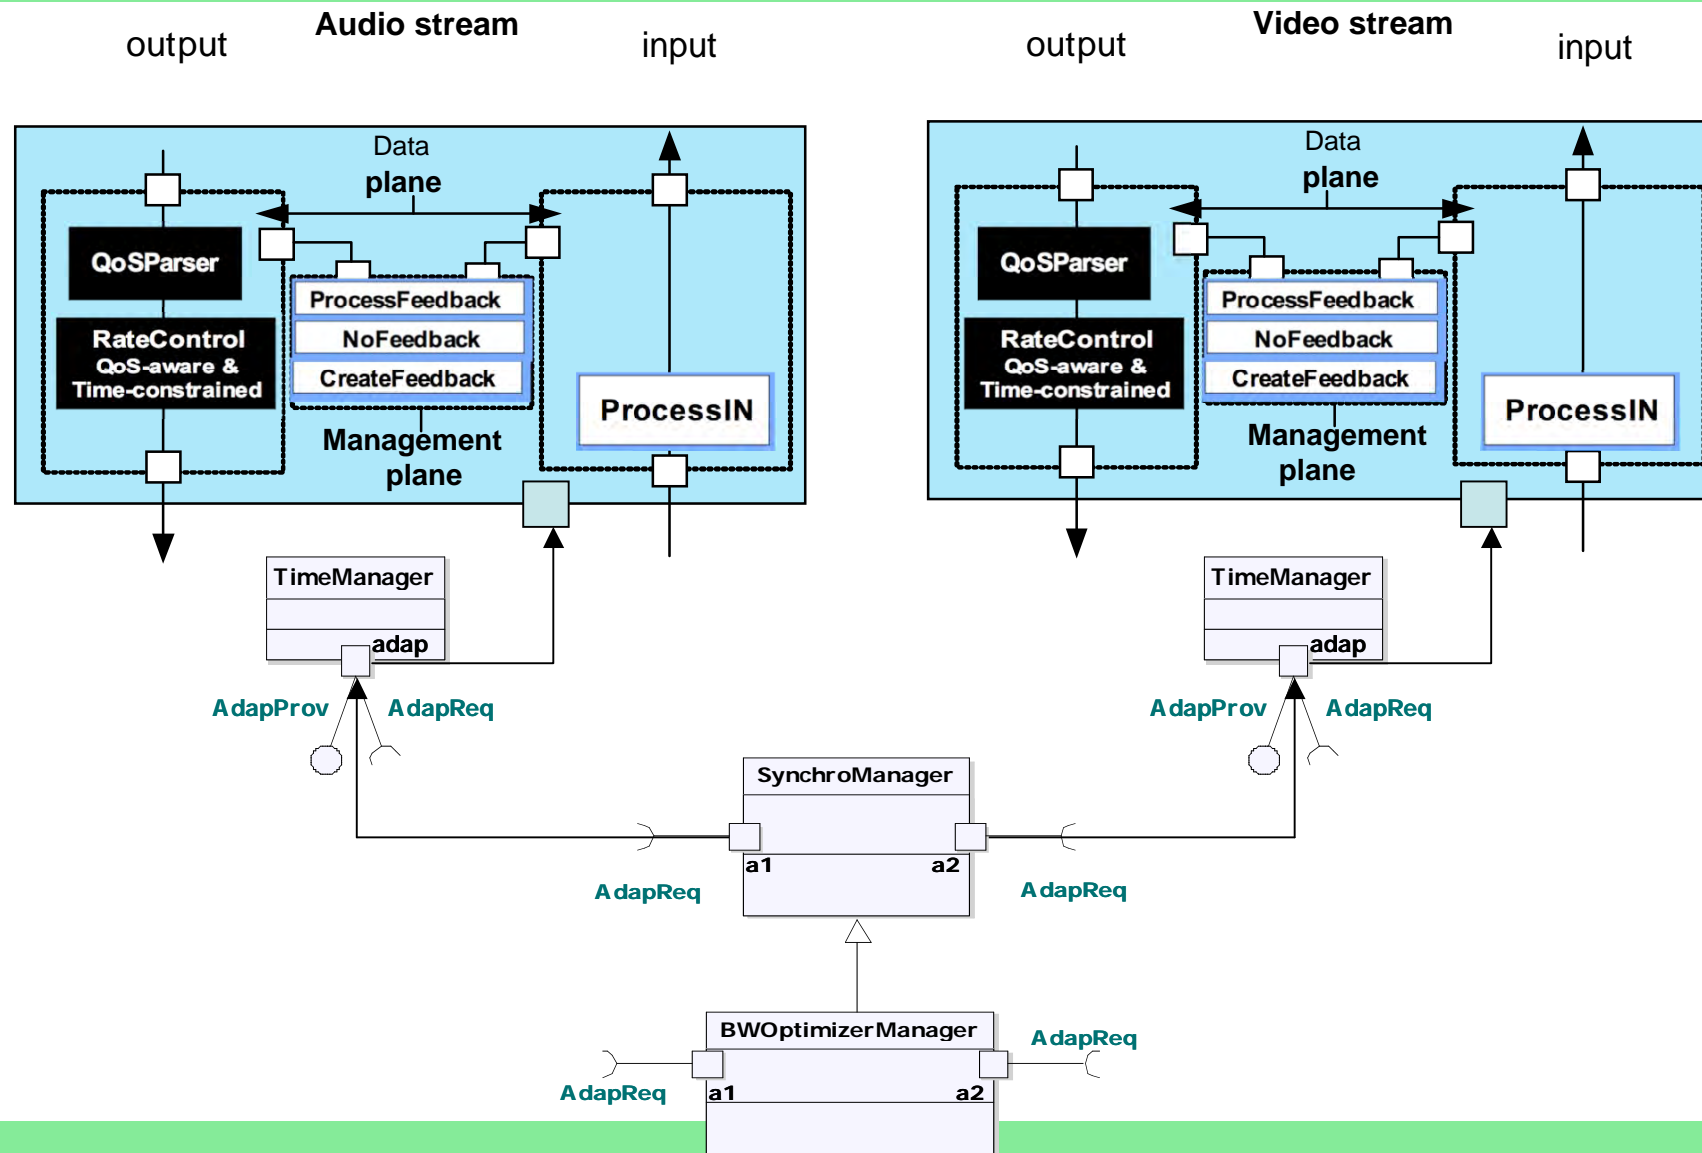 Audio stream
output
input
Video stream
output
input
Data
plane
QoSParser
RateControl
QoS-aware &
Time-constrained
ProcessFeedback
NoFeedback
CreateFeedback
Management
plane
ProcessIN
Data
plane
QoSParser
RateControl
QoS-aware &
Time-constrained
ProcessFeedback
NoFeedback
CreateFeedback
Management
plane
ProcessIN
TimeManager
adap
AdapProv
AdapReq
TimeManager
adap
AdapProv
AdapReq
SynchroManager
a1
a2
AdapReq
AdapReq
BWOptimizerManager
AdapReq
AdapReq
a1
a2